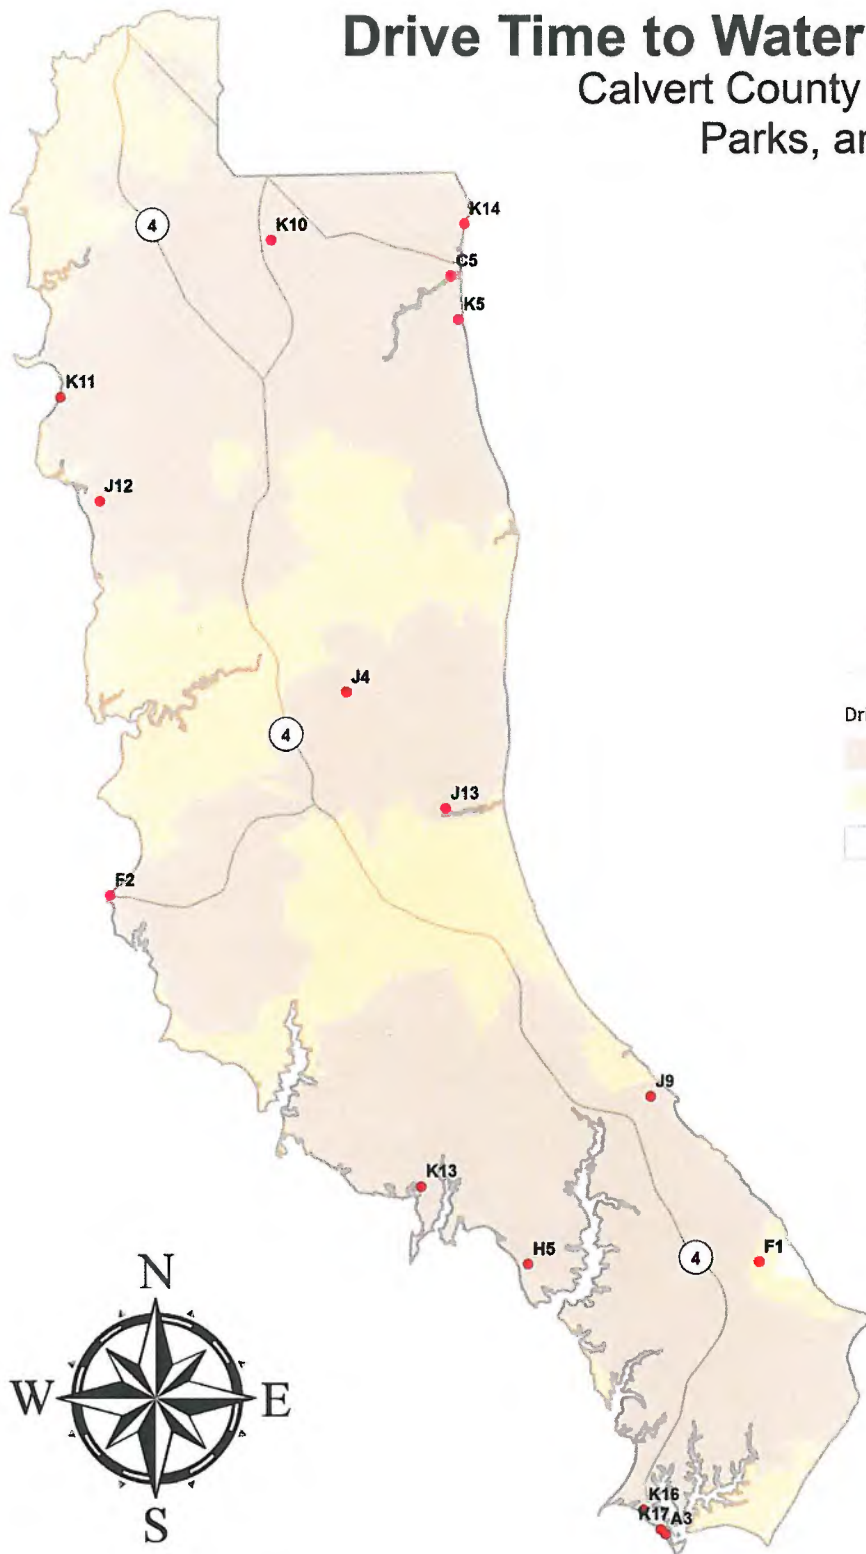 Drive Time to Water
Calvert County
Parks, an
4
K10
K14
C5
K5
K11
J12
J4
4
Dri
J13
F2
J9
K13
H5
4
F1
N
W
E
S
K16
K17
A3